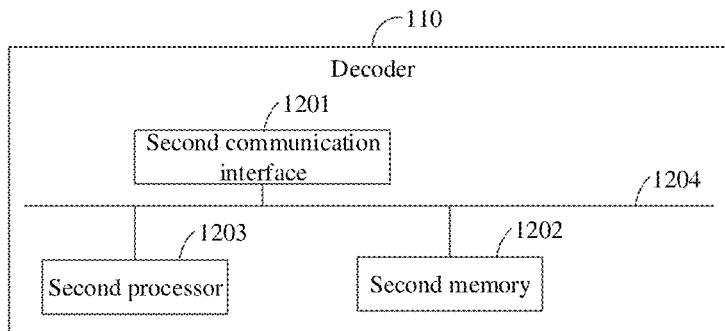 110
Decoder
1201
Second communication
interface
1204
1203
1202
Second processor
Second memory